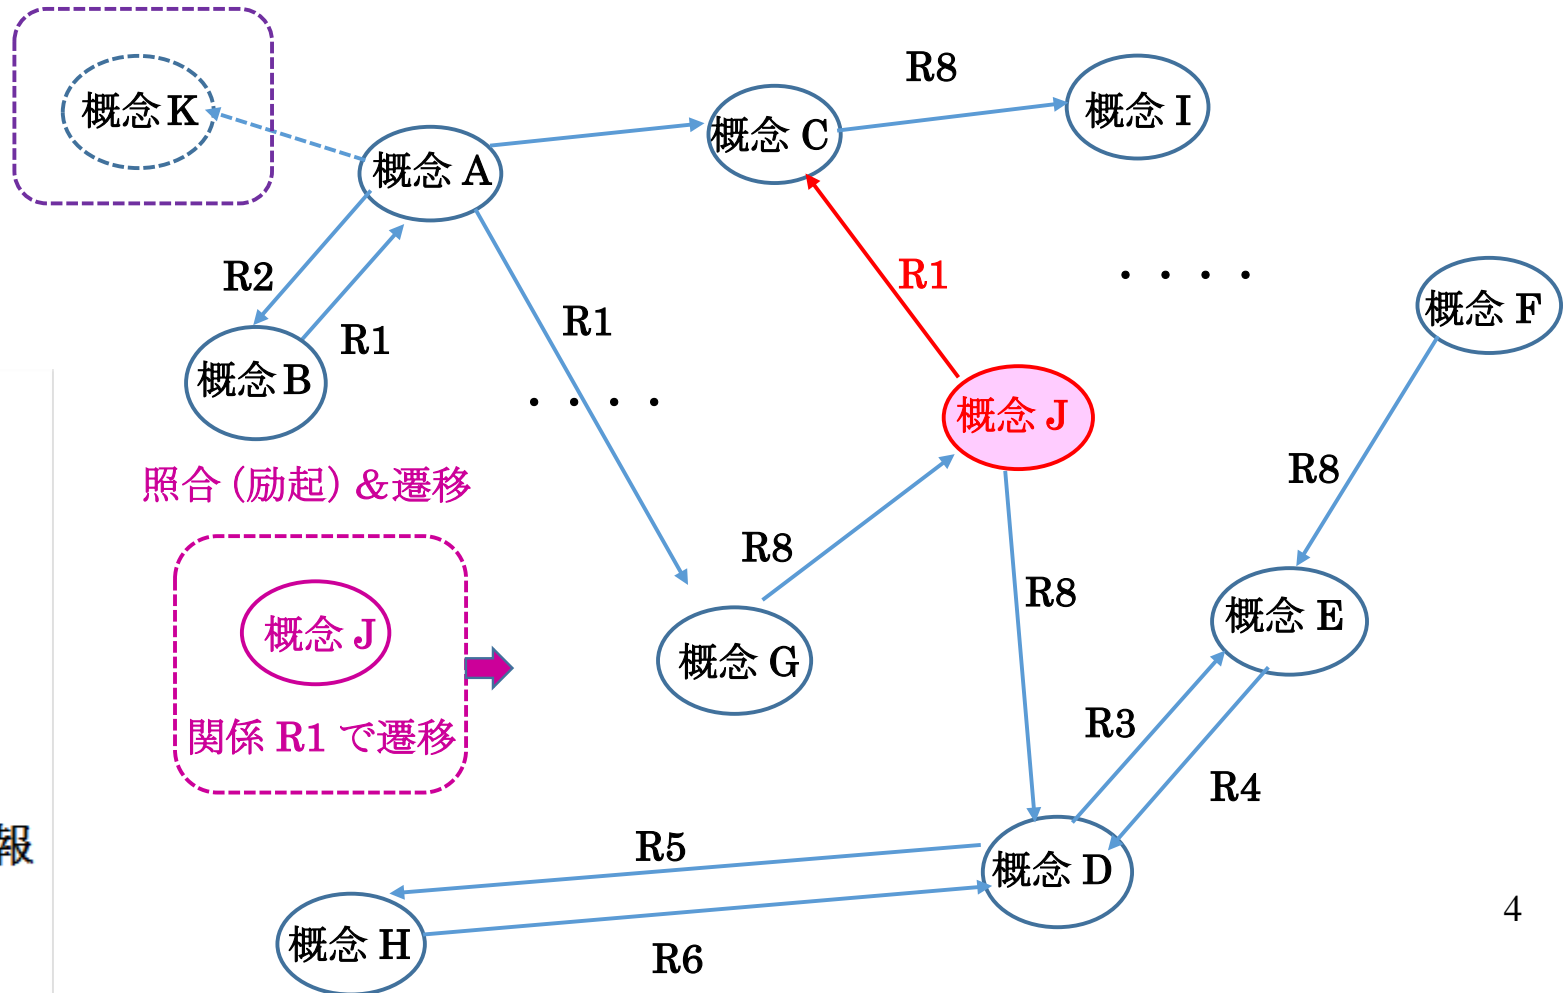 R8
概念 K
概念 C
概念 I
概念 A
R2
R1
R1
R1
・・・・
概念 F
概念 B
・・・・
概念 J
照合(励起)&遷移
R8
R8
R8
概念 J
概念 G
概念 E
関係 R1 で遷移
R3
R4
報
R5
概念 D
4
概念 H
R6